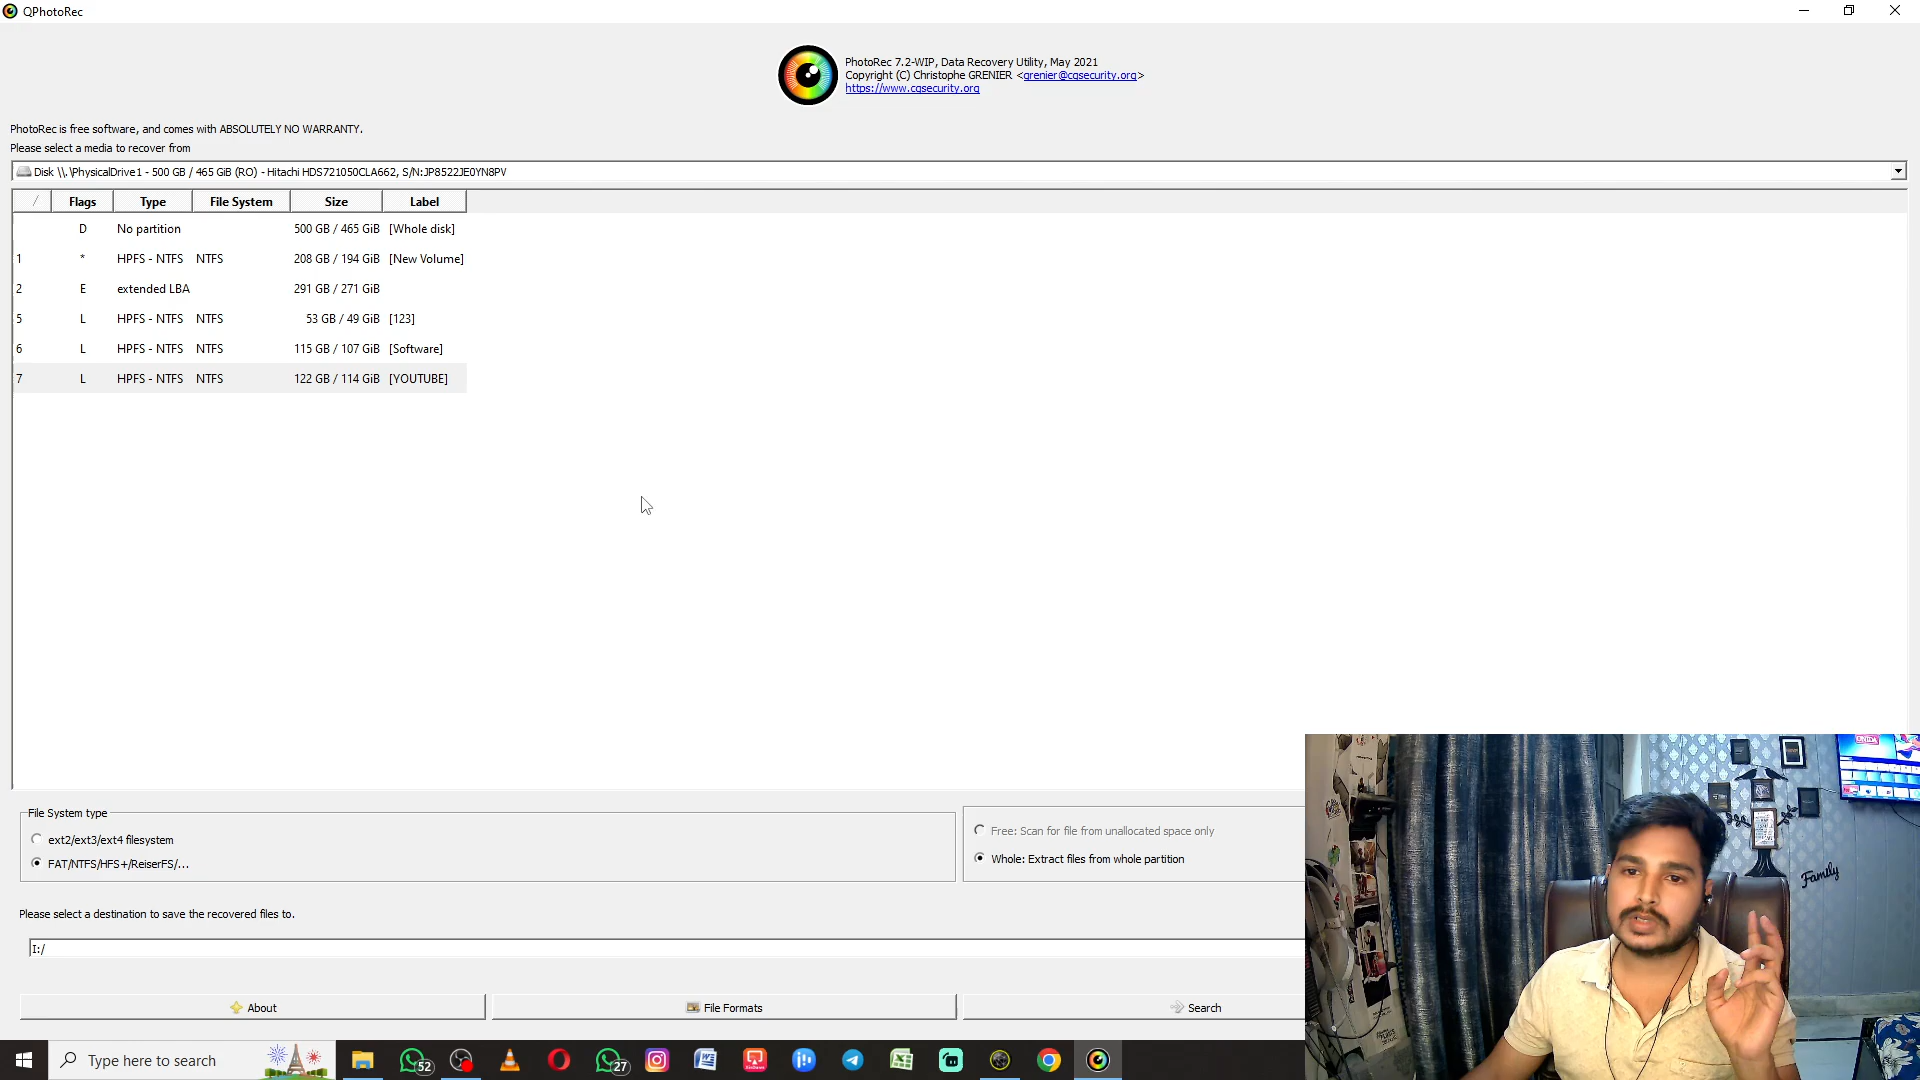 QPhotoRec
PhotoRec 7.2-WIP, Data Recovery Utility, May 2021
Copyright (C) Christophe GRENIER <grenier@cgsecurity.org>
https://www.cgsecurity.org
PhotoRec is free software, and comes with ABSOLUTELY NO WARRANTY.
Please select a media to recover from
Disk \\.\PhysicalDrive1 - 500 GB / 465 GiB (RO) - Hitachi HDS721050CLA662, S/N:JP8522JE0YN8PV
Flags Type File System Size Label
D No partition 500 GB / 465 GiB [Whole disk]
1 * HPFS - NTFS NTFS 208 GB / 194 GiB [New Volume]
2 E extended LBA 291 GB / 271 GiB
5 L HPFS - NTFS NTFS 53 GB / 49 GiB [123]
6 L HPFS - NTFS NTFS 115 GB / 107 GiB [Software]
7 L HPFS - NTFS NTFS 122 GB / 114 GiB [YOUTUBE]
File System type
ext2/ext3/ext4 filesystem
FAT/NTFS/HFS+/ReiserFS/...
Free: Scan for file from unallocated space only
Whole: Extract files from whole partition
Please select a destination to save the recovered files to.
I:/
About
File Formats
Search
Family
Type here to search
52
27